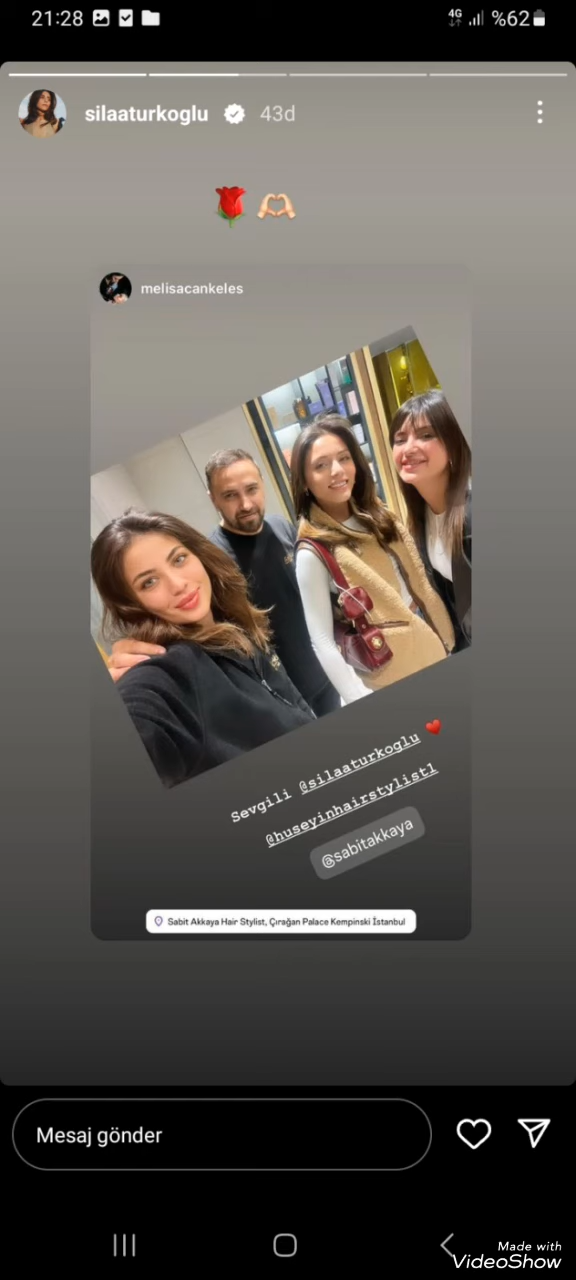 21:28
4G %62
silaaturkoglu 43d
melisacankeles
Sevgili @silaaturkoglu
@huseyinhairstylist1
@sabitakkaya
Sabit Akkaya Hair Stylist, Çırağan Palace Kempinski İstanbul
Mesaj gönder
Made with
VideoShow